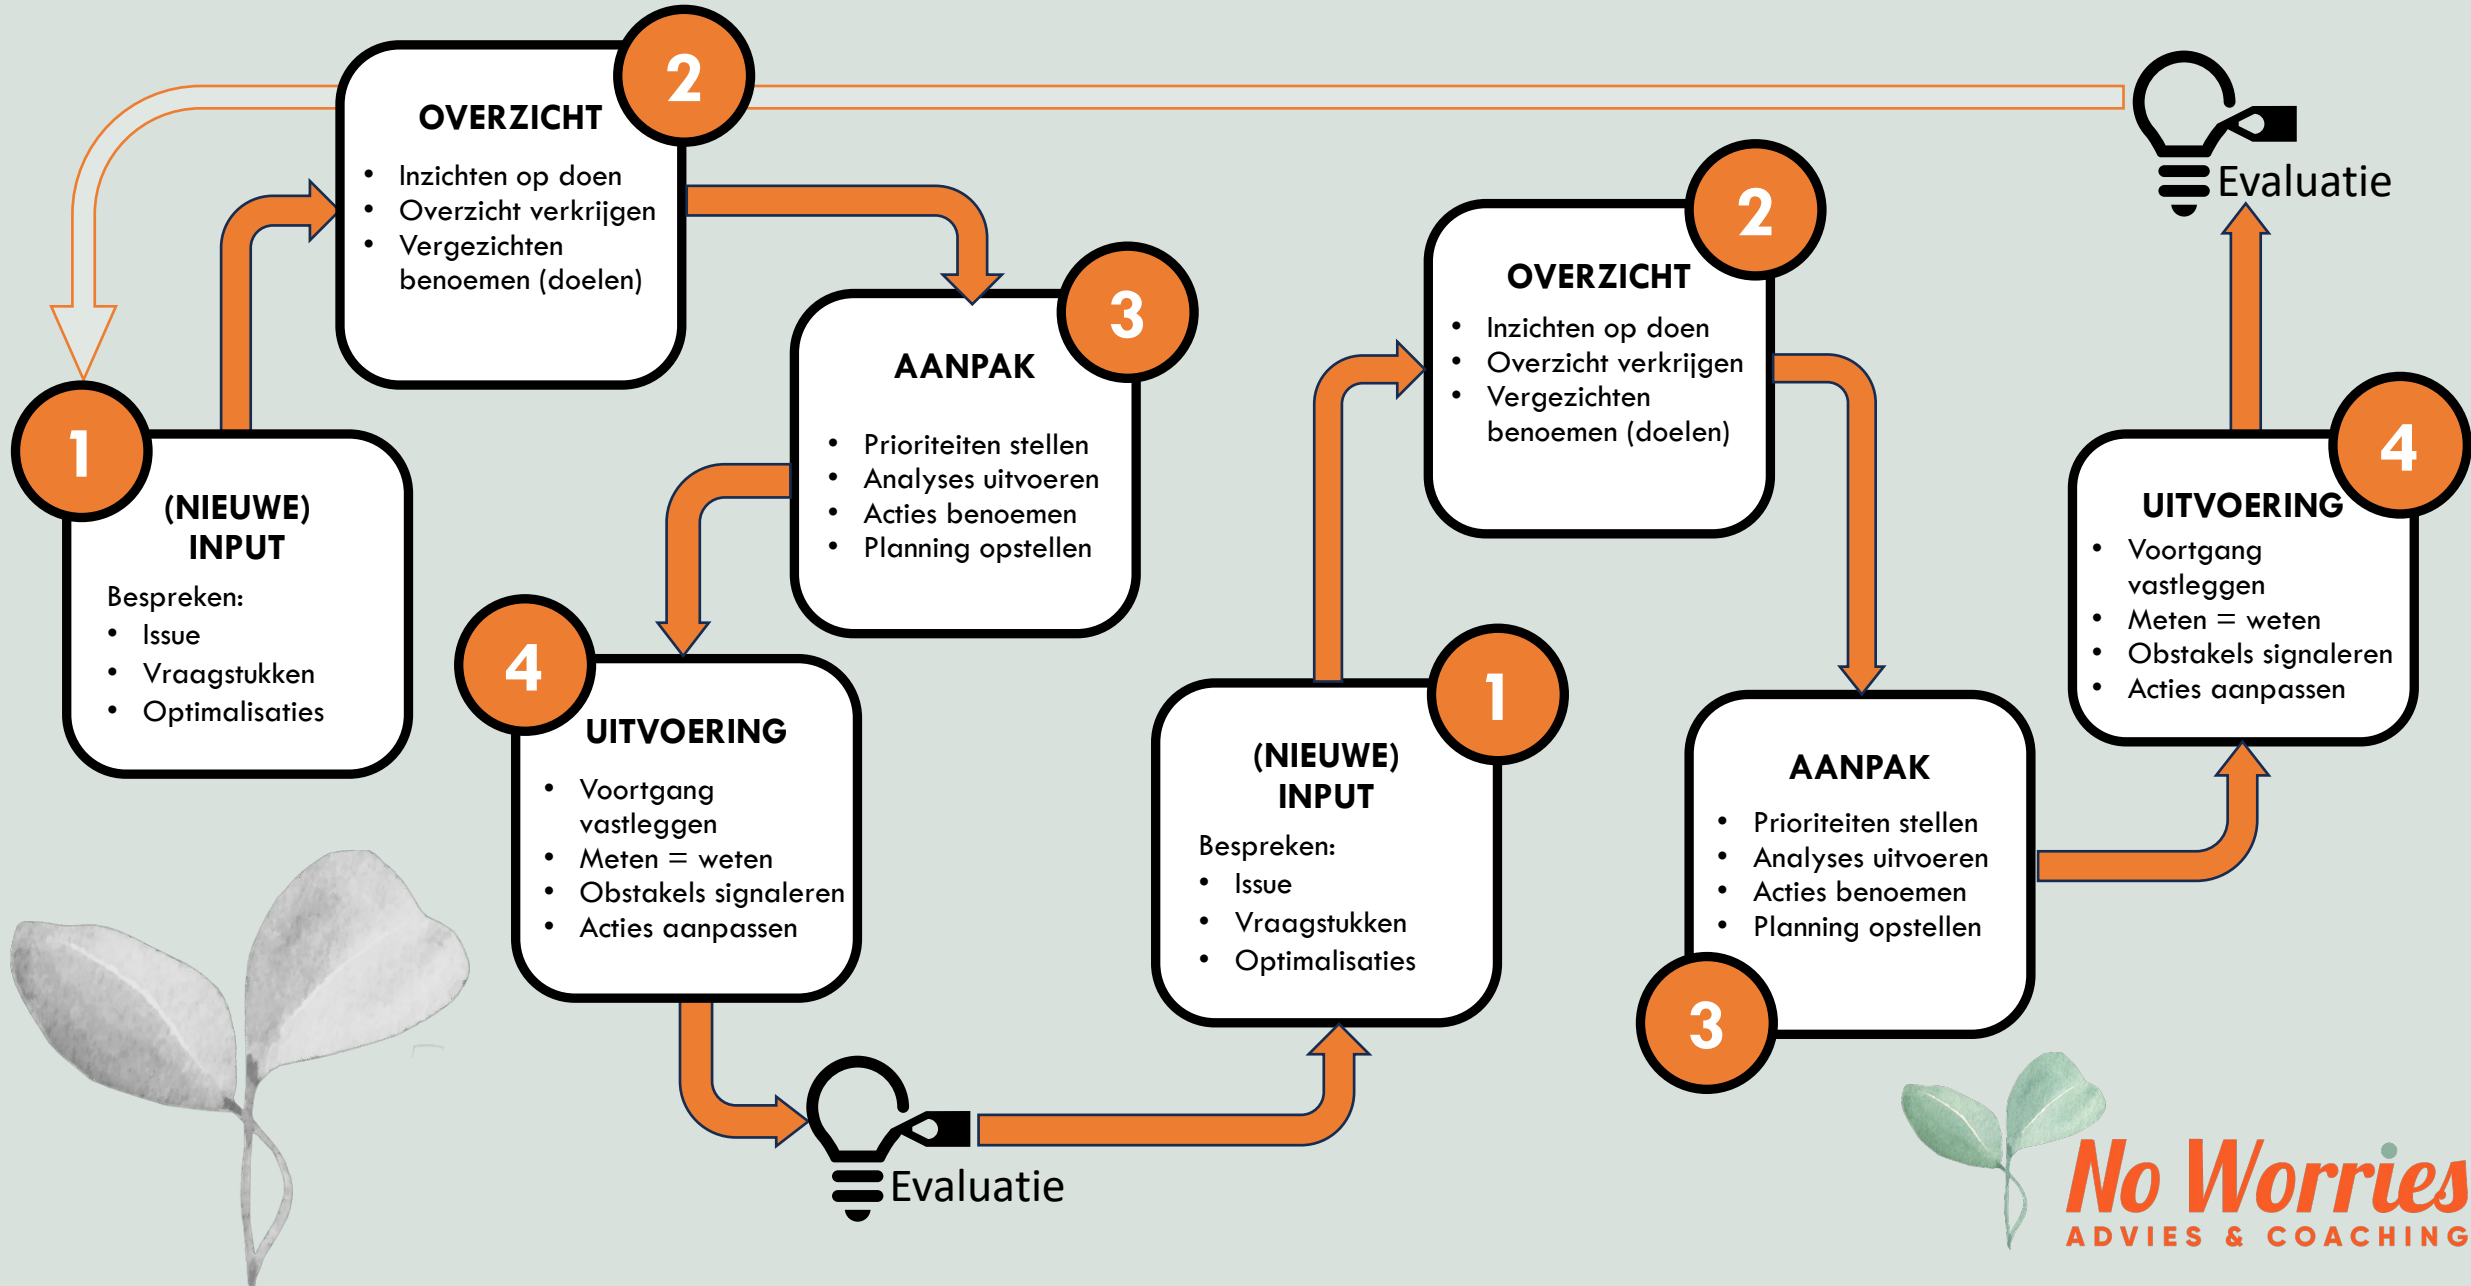 1
(NIEUWE)
INPUT
Bespreken:
• Issue
• Vraagstukken
• Optimalisaties
2
OVERZICHT
• Inzichten op doen
• Overzicht verkrijgen
• Vergezichten
benoemen (doelen)
3
AANPAK
• Prioriteiten stellen
• Analyses uitvoeren
• Acties benoemen
• Planning opstellen
4
UITVOERING
• Voortgang
vastleggen
• Meten = weten
• Obstakels signaleren
• Acties aanpassen
Evaluatie
1
(NIEUWE)
INPUT
Bespreken:
• Issue
• Vraagstukken
• Optimalisaties
2
OVERZICHT
• Inzichten op doen
• Overzicht verkrijgen
• Vergezichten
benoemen (doelen)
3
AANPAK
• Prioriteiten stellen
• Analyses uitvoeren
• Acties benoemen
• Planning opstellen
4
UITVOERING
• Voortgang
vastleggen
• Meten = weten
• Obstakels signaleren
• Acties aanpassen
Evaluatie
No Worries
ADVIES & COACHING